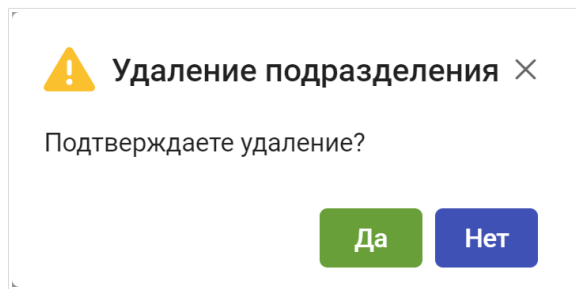 Удаление подразделения
Подтверждаете удаление?
Да
Нет